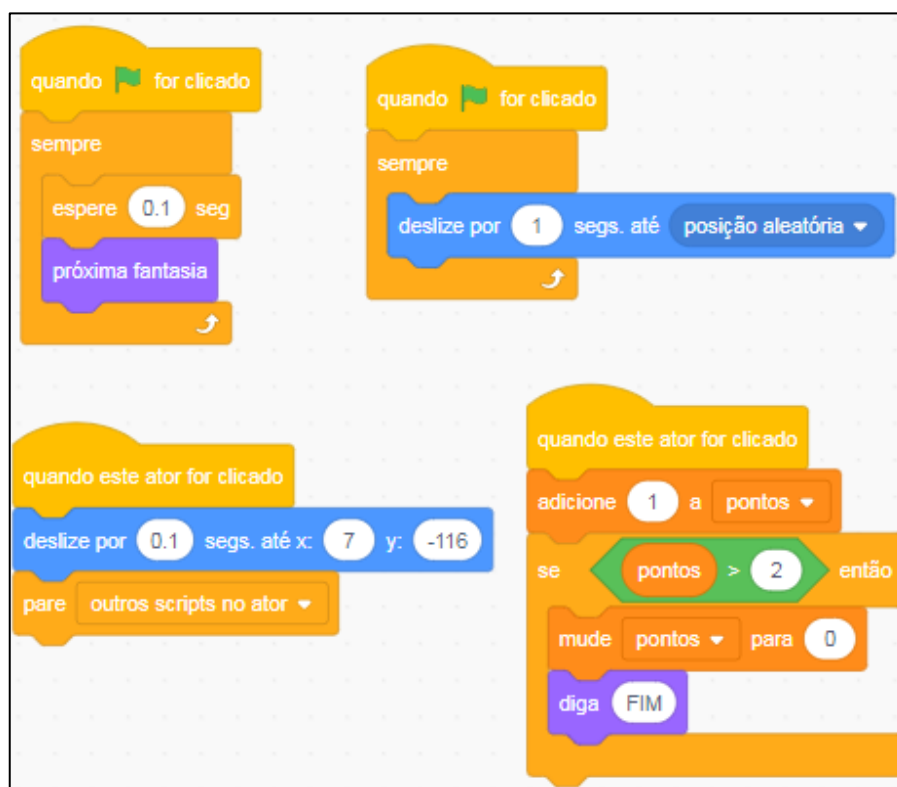 quando for clicado
sempre
espere 0.1 seg
próxima fantasia
quando for clicado
sempre
deslize por 1 segs. até posição aleatória
quando este ator for clicado
deslize por 0.1 segs. até x: 7 y: -116
pare outros scripts no ator
quando este ator for clicado
adicione 1 a pontos
se pontos > 2 então
mude pontos para 0
diga FIM